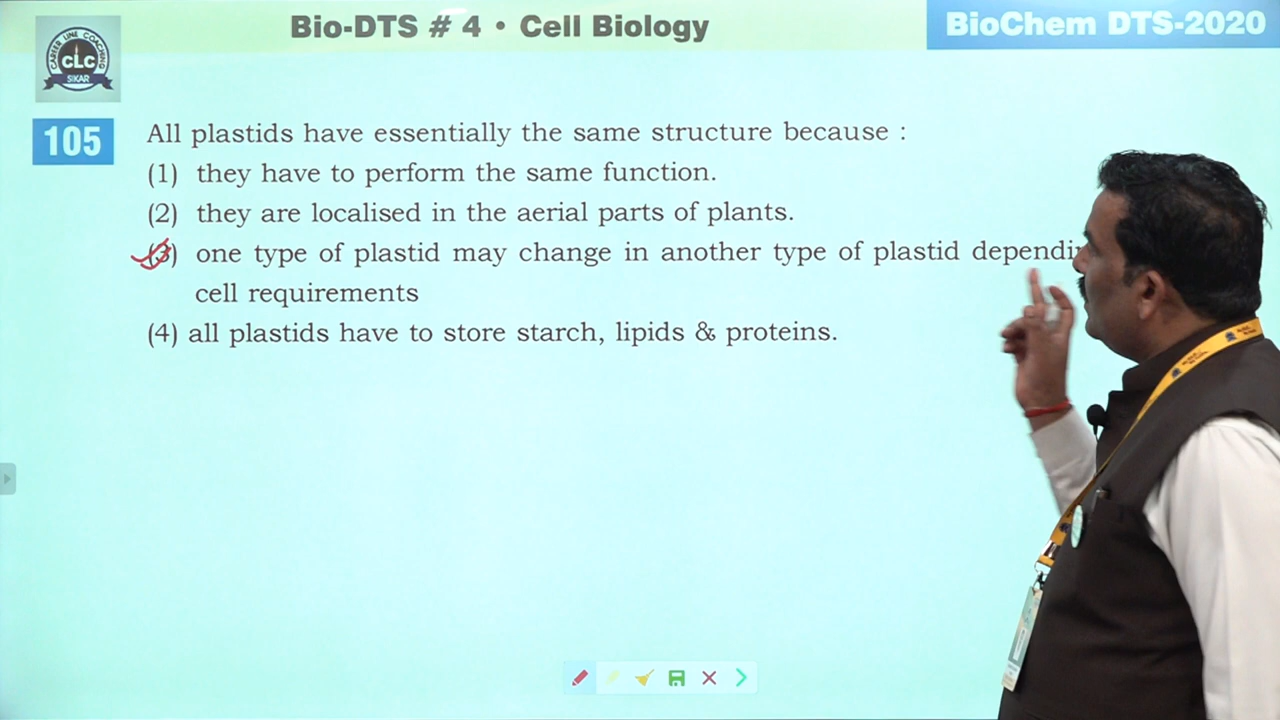 Bio-DTS # 4 • Cell Biology
BioChem DTS-2020
CAREER LINE COACHING
CLC
SIKAR
105
All plastids have essentially the same structure because :
(1) they have to perform the same function.
(2) they are localised in the aerial parts of plants.
(3) one type of plastid may change in another type of plastid
cell requirements
(4) all plastids have to store starch, lipids & proteins.